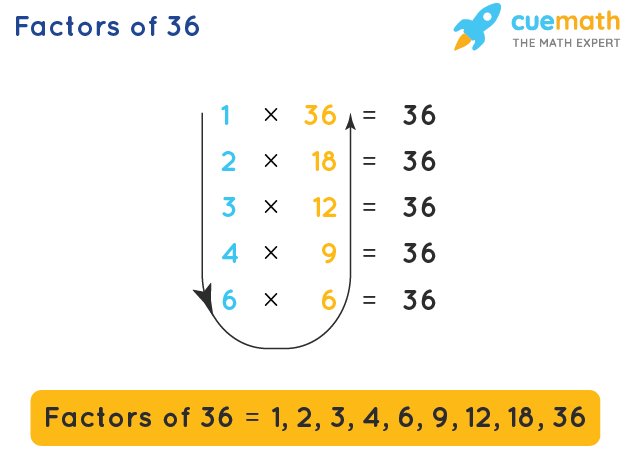 Factors of 36
cuemath
THE MATH EXPERT
1 × 36 = 36
2 × 18 = 36
3 × 12 = 36
4 × 9 = 36
6 × 6 = 36
Factors of 36 = 1, 2, 3, 4, 6, 9, 12, 18, 36